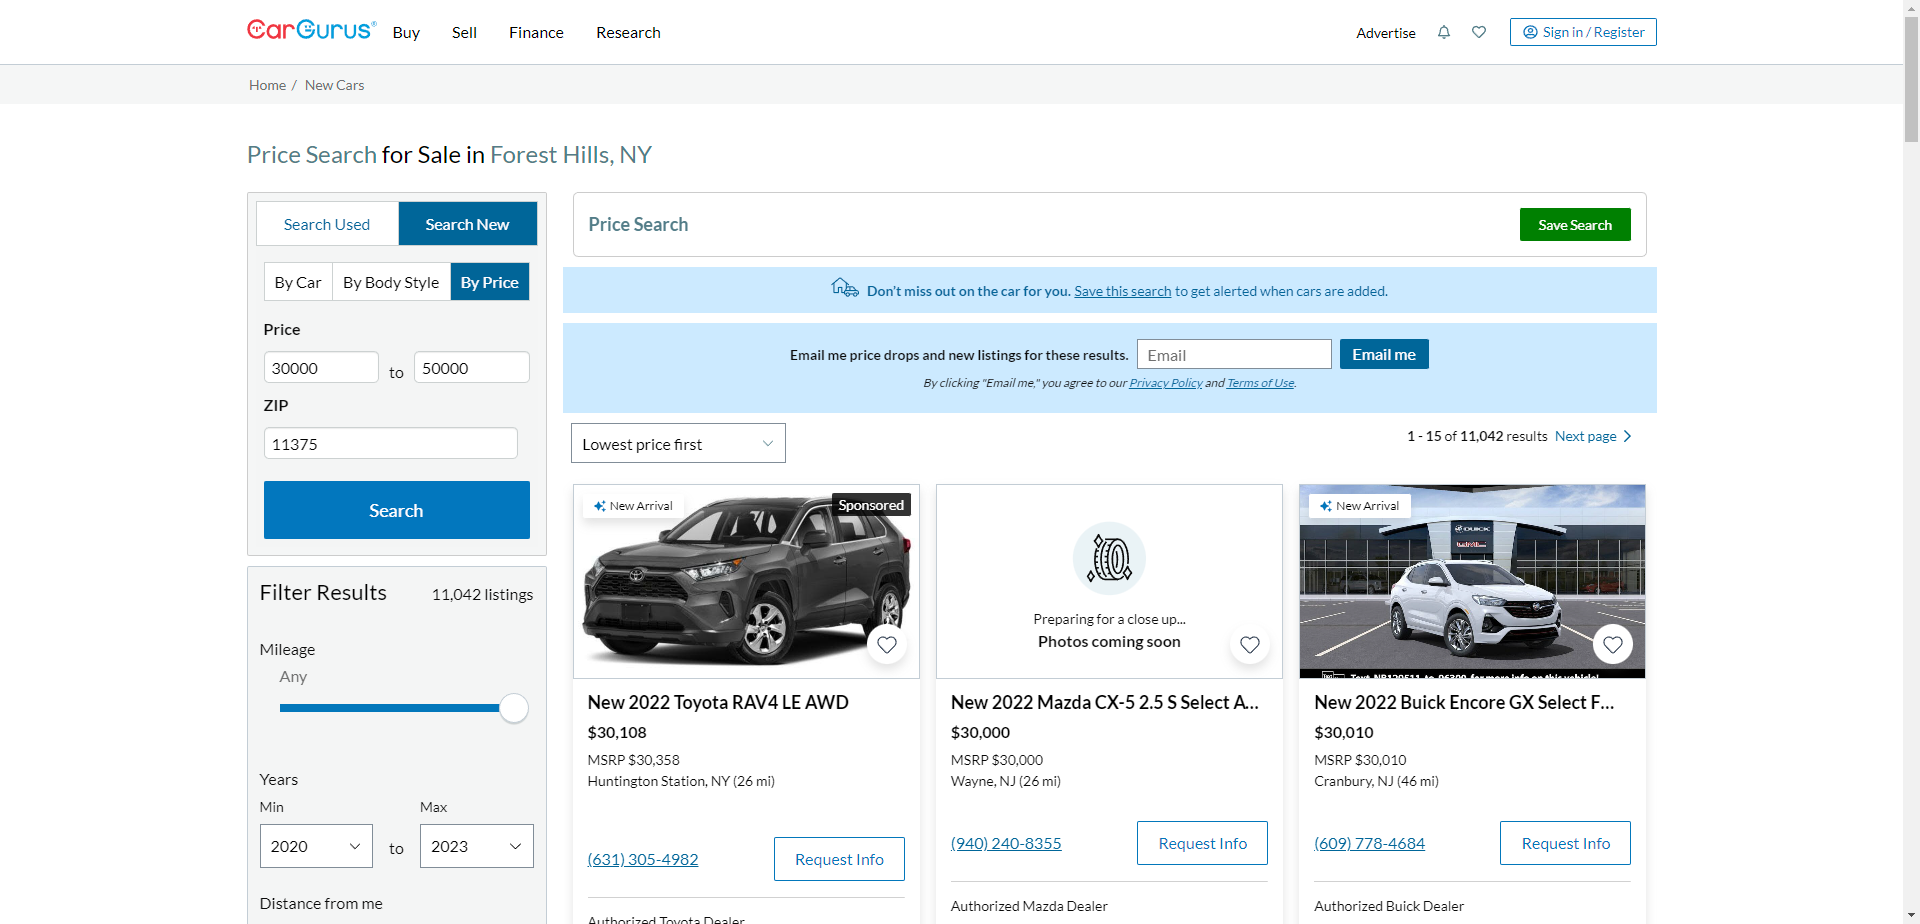 CarGurus
Buy
Sell
Finance
Research
Advertise
Sign in / Register
Home / New Cars
Price Search for Sale in Forest Hills, NY
Search Used
Search New
By Car
By Body Style
By Price
Price
30000 to 50000
ZIP
11375
Search
Filter Results
11,042 listings
Mileage
Any
Years
Min
Max
2020 to 2023
Distance from me
Price Search
Save Search
Don't miss out on the car for you. Save this search to get alerted when cars are added.
Email me price drops and new listings for these results.
Email
Email me
By clicking "Email me," you agree to our Privacy Policy and Terms of Use.
Lowest price first
1 - 15 of 11,042 results
Next page
New Arrival
Sponsored
New 2022 Toyota RAV4 LE AWD
$30,108
MSRP $30,358
Huntington Station, NY (26 mi)
(631) 305-4982
Request Info
Authorized Toyota Dealer
Preparing for a close up...
Photos coming soon
New 2022 Mazda CX-5 2.5 S Select A...
$30,000
MSRP $30,000
Wayne, NJ (26 mi)
(940) 240-8355
Request Info
Authorized Mazda Dealer
New Arrival
BUICK
New 2022 Buick Encore GX Select F...
$30,010
MSRP $30,010
Cranbury, NJ (46 mi)
(609) 778-4684
Request Info
Authorized Buick Dealer